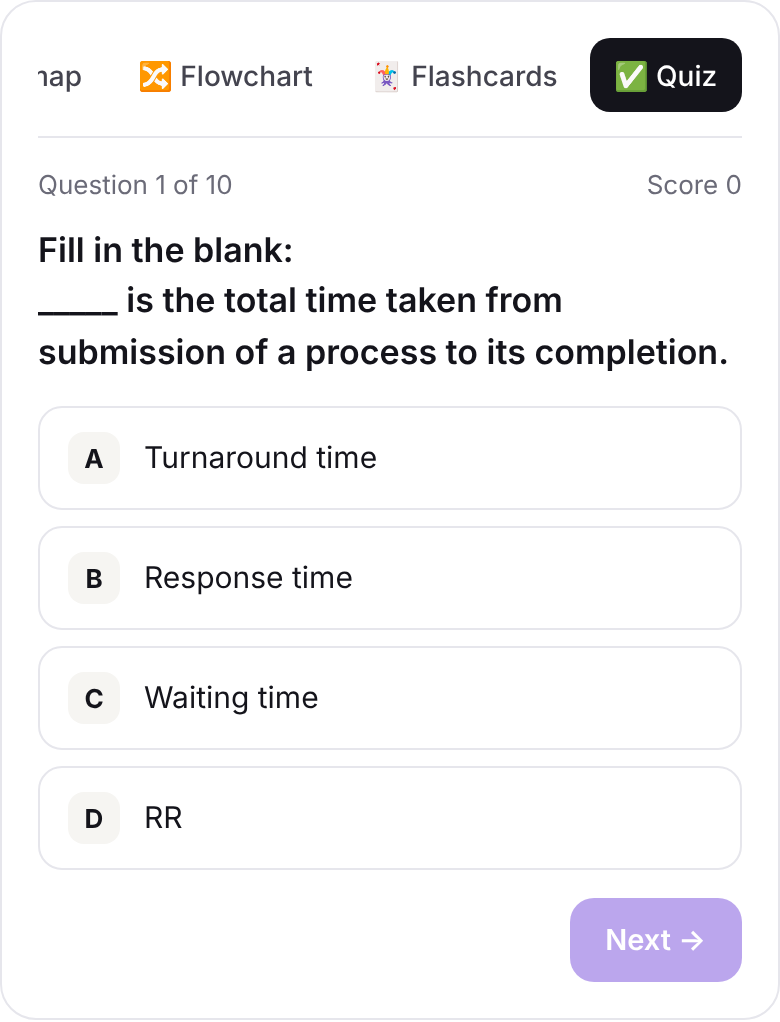 nap 🔀 Flowchart 🃏 Flashcards ✅ Quiz
Question 1 of 10 Score 0
Fill in the blank:
_____ is the total time taken from
submission of a process to its completion.
A Turnaround time
B Response time
C Waiting time
D RR
Next →